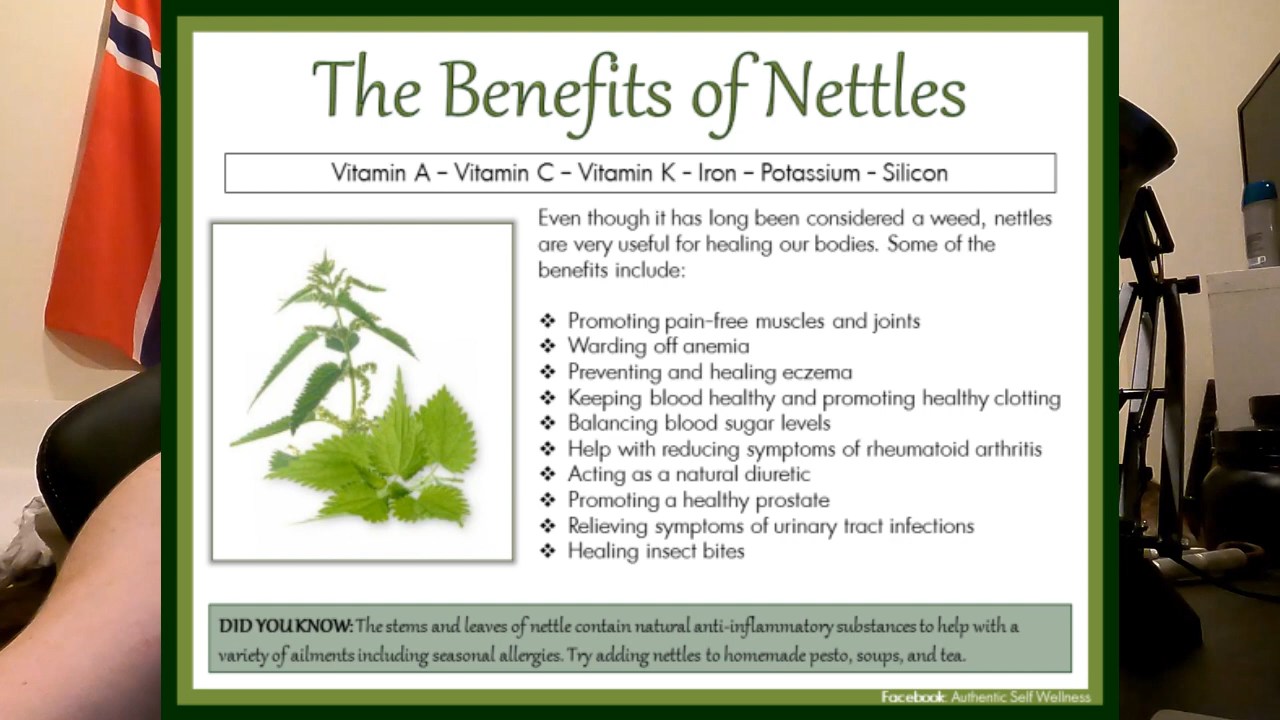 The Benefits of Nettles
Vitamin A – Vitamin C – Vitamin K – Iron – Potassium – Silicon
Even though it has long been considered a weed, nettles
are very useful for healing our bodies. Some of the
benefits include:
❖ Promoting pain-free muscles and joints
❖ Warding off anemia
❖ Preventing and healing eczema
❖ Keeping blood healthy and promoting healthy clotting
❖ Balancing blood sugar levels
❖ Help with reducing symptoms of rheumatoid arthritis
❖ Acting as a natural diuretic
❖ Promoting a healthy prostate
❖ Relieving symptoms of urinary tract infections
❖ Healing insect bites
DID YOU KNOW: The stems and leaves of nettle contain natural anti-inflammatory substances to help with a
variety of ailments including seasonal allergies. Try adding nettles to homemade pesto, soups, and tea.
Facebook: Authentic Self Wellness